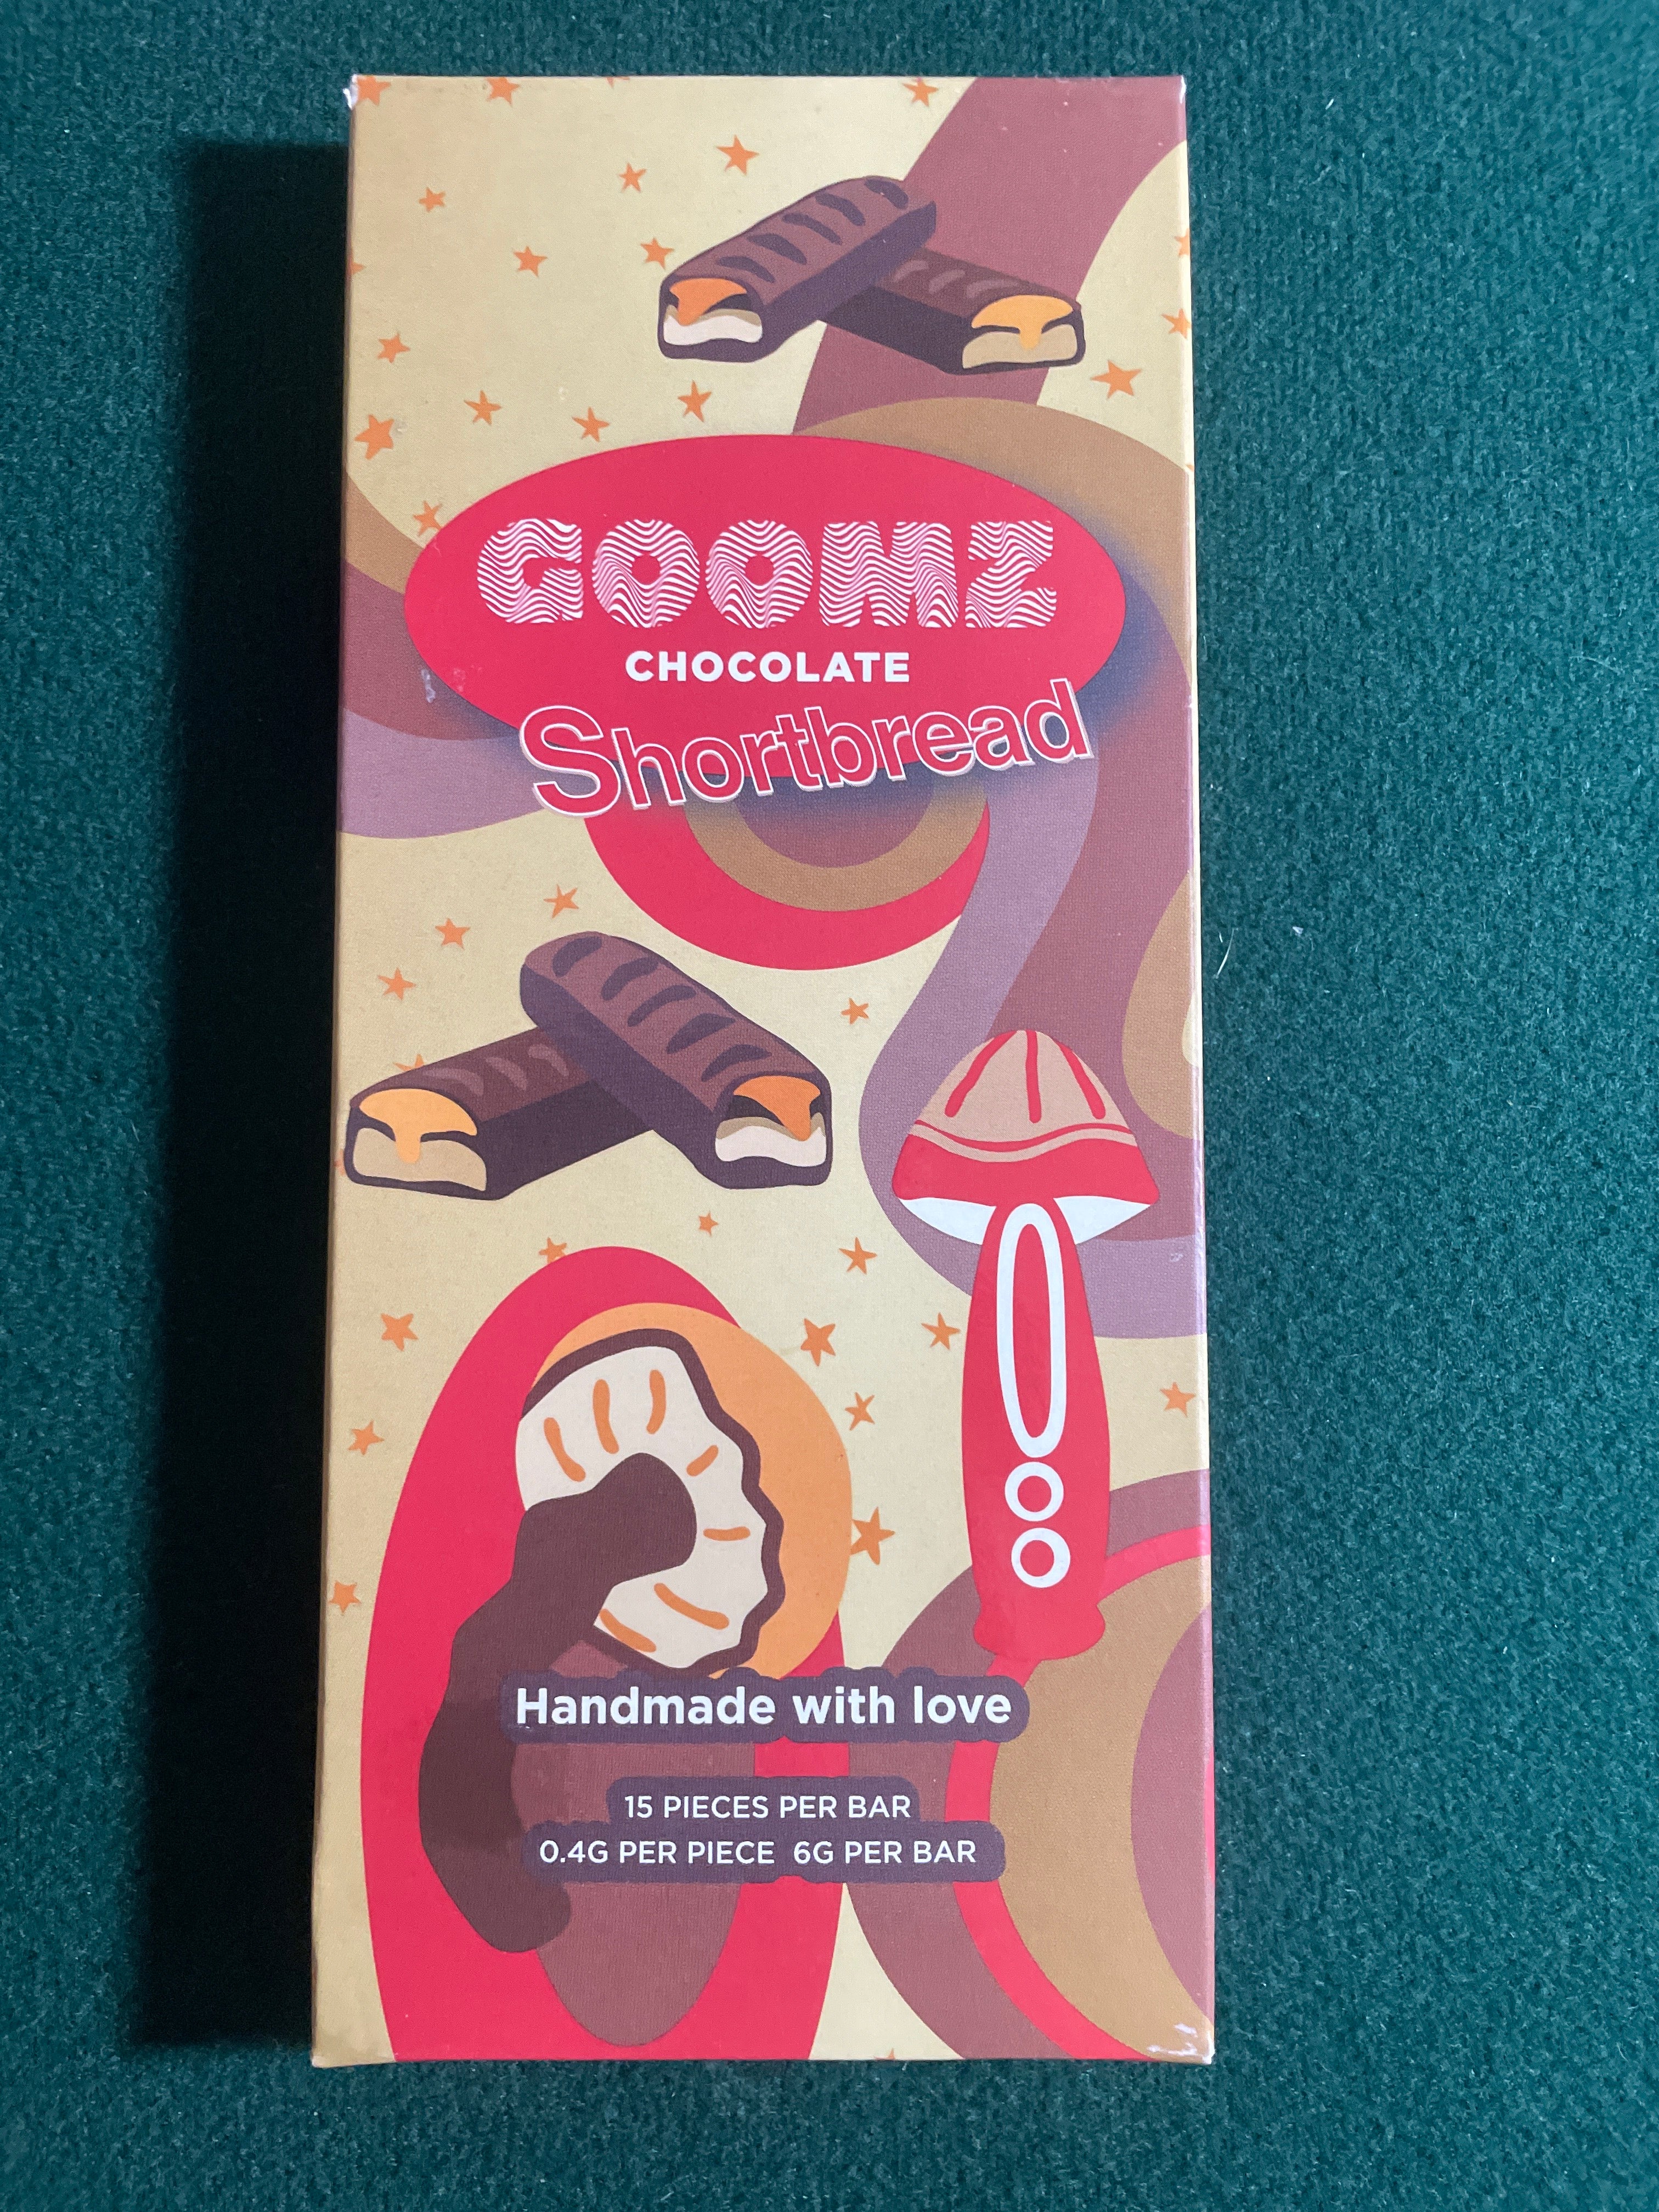 GOOMZ
CHOCOLATE
Shortbread
Handmade with love
15 PIECES PER BAR
0.4G PER PIECE 6G PER BAR